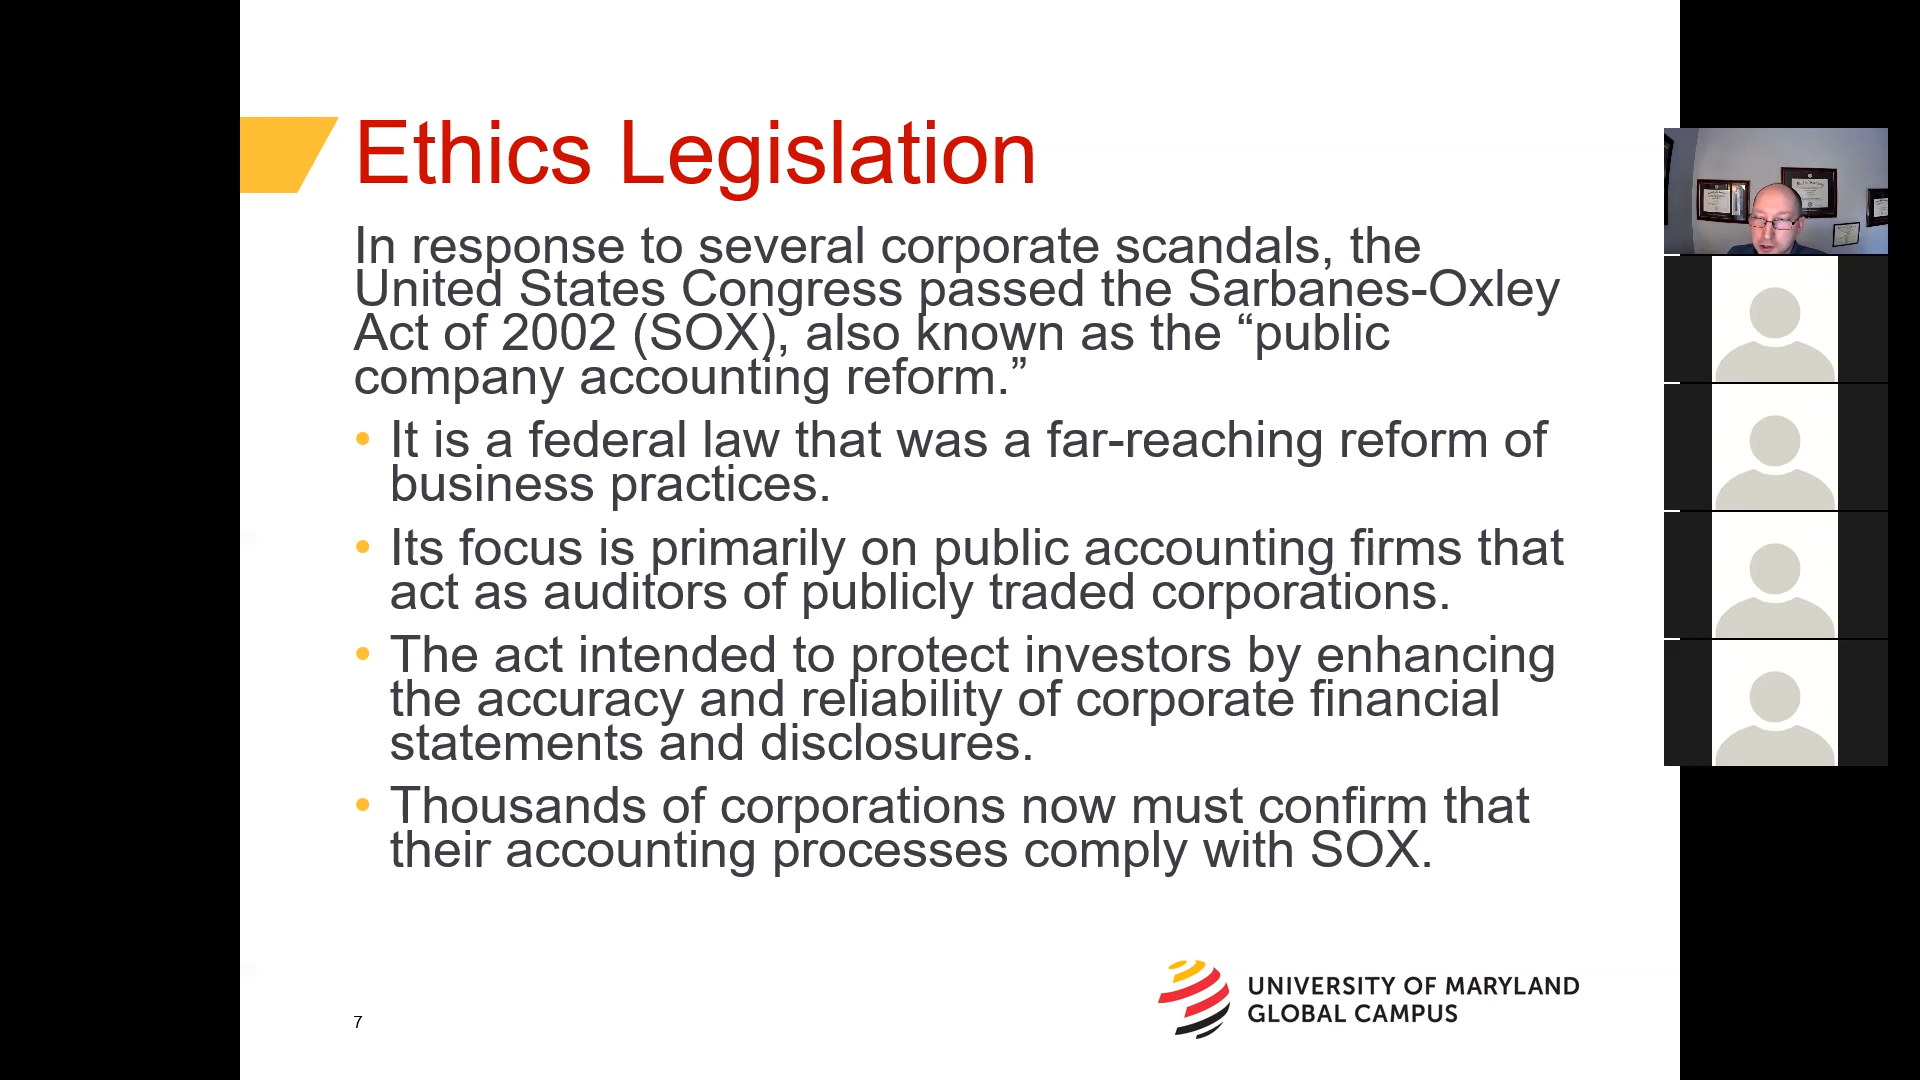 Ethics Legislation
In response to several corporate scandals, the
United States Congress passed the Sarbanes-Oxley
Act of 2002 (SOX), also known as the “public
company accounting reform.”
• It is a federal law that was a far-reaching reform of
business practices.
• Its focus is primarily on public accounting firms that
act as auditors of publicly traded corporations.
• The act intended to protect investors by enhancing
the accuracy and reliability of corporate financial
statements and disclosures.
• Thousands of corporations now must confirm that
their accounting processes comply with SOX.
UNIVERSITY OF MARYLAND
GLOBAL CAMPUS
7